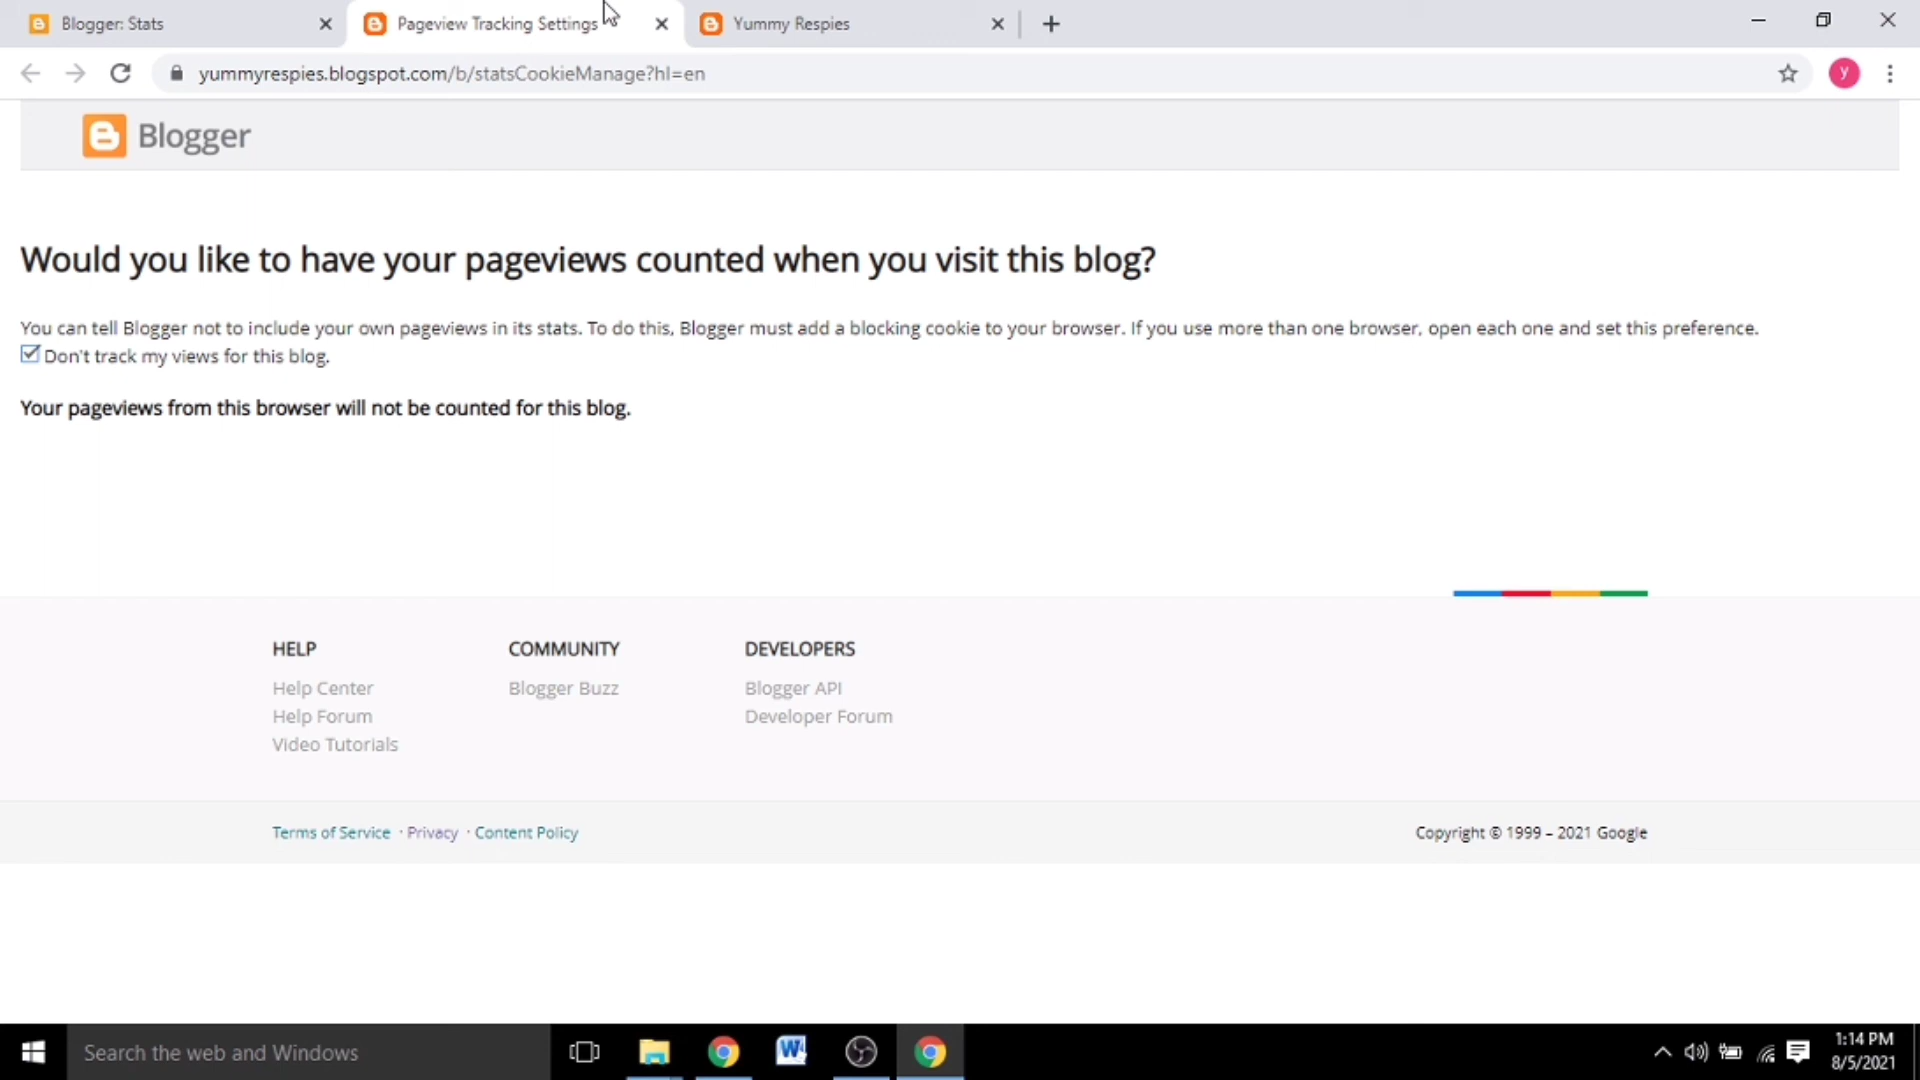 Blogger: Stats
Pageview Tracking Settings
Yummy Respies
yummyrespies.blogspot.com/b/statsCookieManage?hl=en
y
Blogger
Would you like to have your pageviews counted when you visit this blog?
You can tell Blogger not to include your own pageviews in its stats. To do this, Blogger must add a blocking cookie to your browser. If you use more than one browser, open each one and set this preference.
Don't track my views for this blog.
Your pageviews from this browser will not be counted for this blog.
HELP
Help Center
Help Forum
Video Tutorials
COMMUNITY
Blogger Buzz
DEVELOPERS
Blogger API
Developer Forum
Terms of Service · Privacy · Content Policy
Copyright © 1999 – 2021 Google
Search the web and Windows
W
1:14 PM
8/5/2021